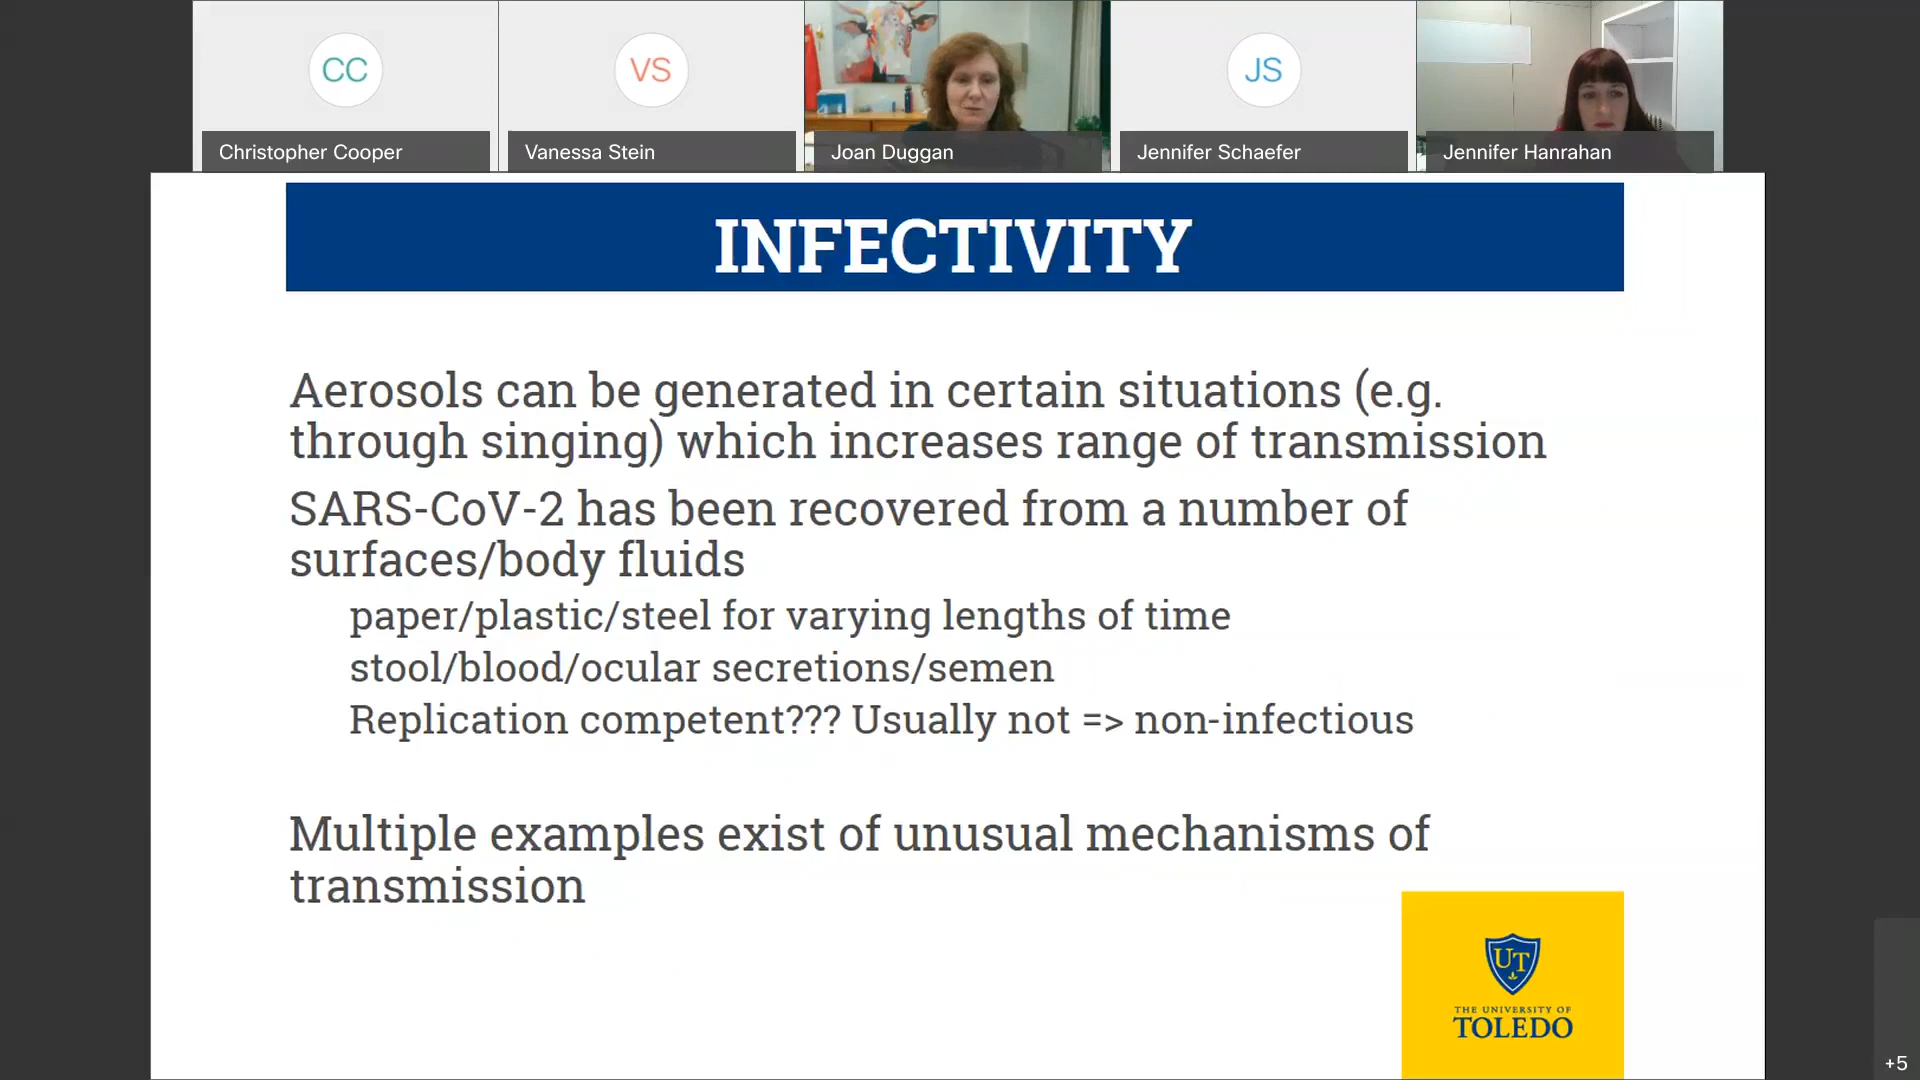 CC
VS
JS
Christopher Cooper
Vanessa Stein
Joan Duggan
Jennifer Schaefer
Jennifer Hanrahan
INFECTIVITY
Aerosols can be generated in certain situations (e.g.
through singing) which increases range of transmission
SARS-CoV-2 has been recovered from a number of
surfaces/body fluids
paper/plastic/steel for varying lengths of time
stool/blood/ocular secretions/semen
Replication competent??? Usually not => non-infectious
Multiple examples exist of unusual mechanisms of
transmission
UT
THE UNIVERSITY OF
TOLEDO
+5